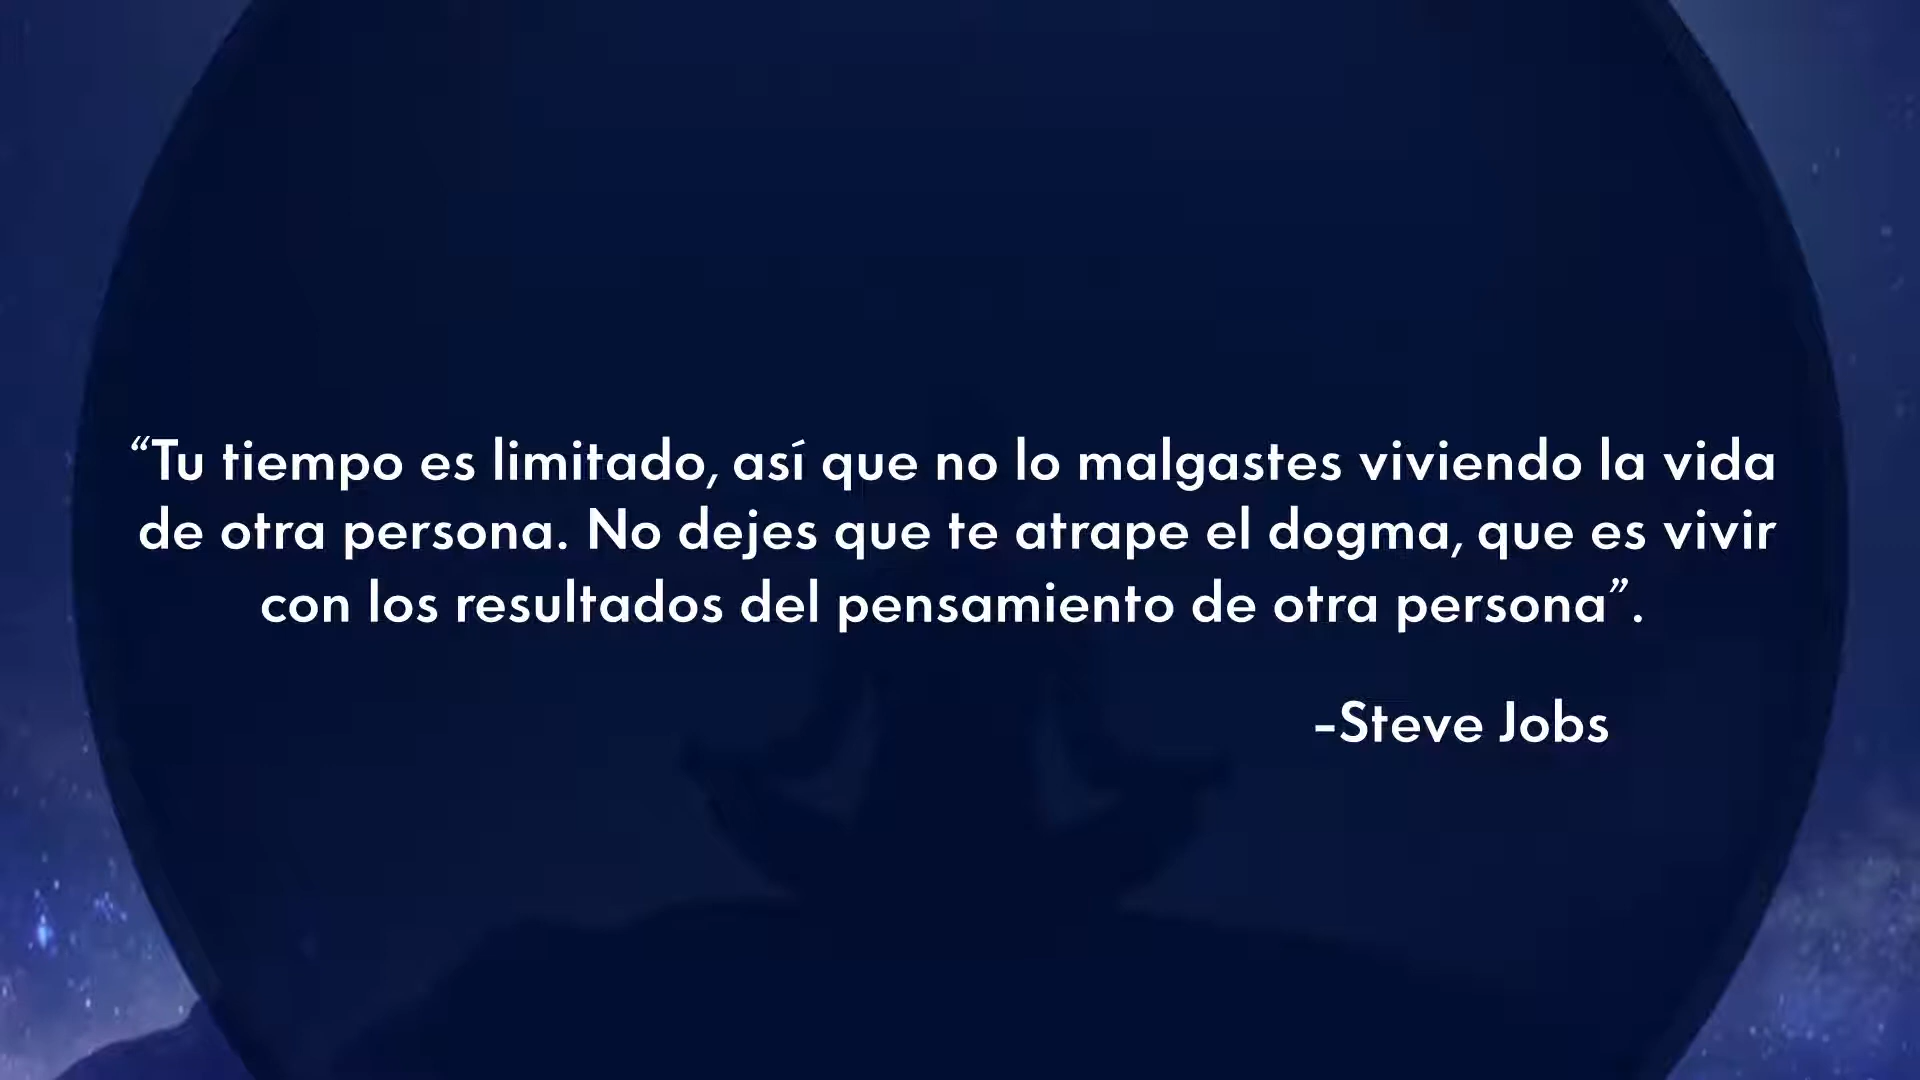 “Tu tiempo es limitado, así que no lo malgastes viviendo la vida
de otra persona. No dejes que te atrape el dogma, que es vivir
con los resultados del pensamiento de otra persona”.
-Steve Jobs